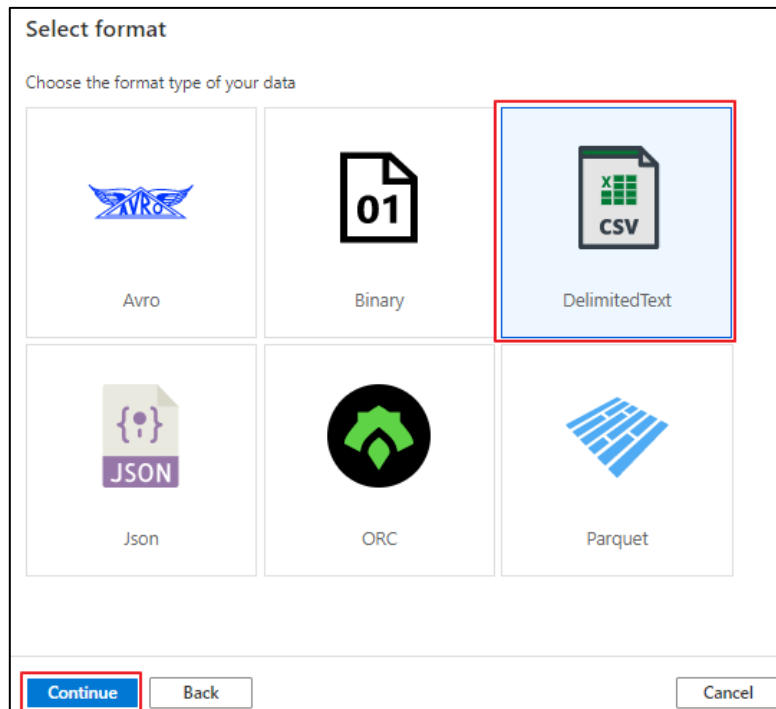 Select format
Choose the format type of your data
AVRO
01
X
CSV
Avro
Binary
DelimitedText
{ }
JSON
Json
ORC
Parquet
Continue
Back
Cancel